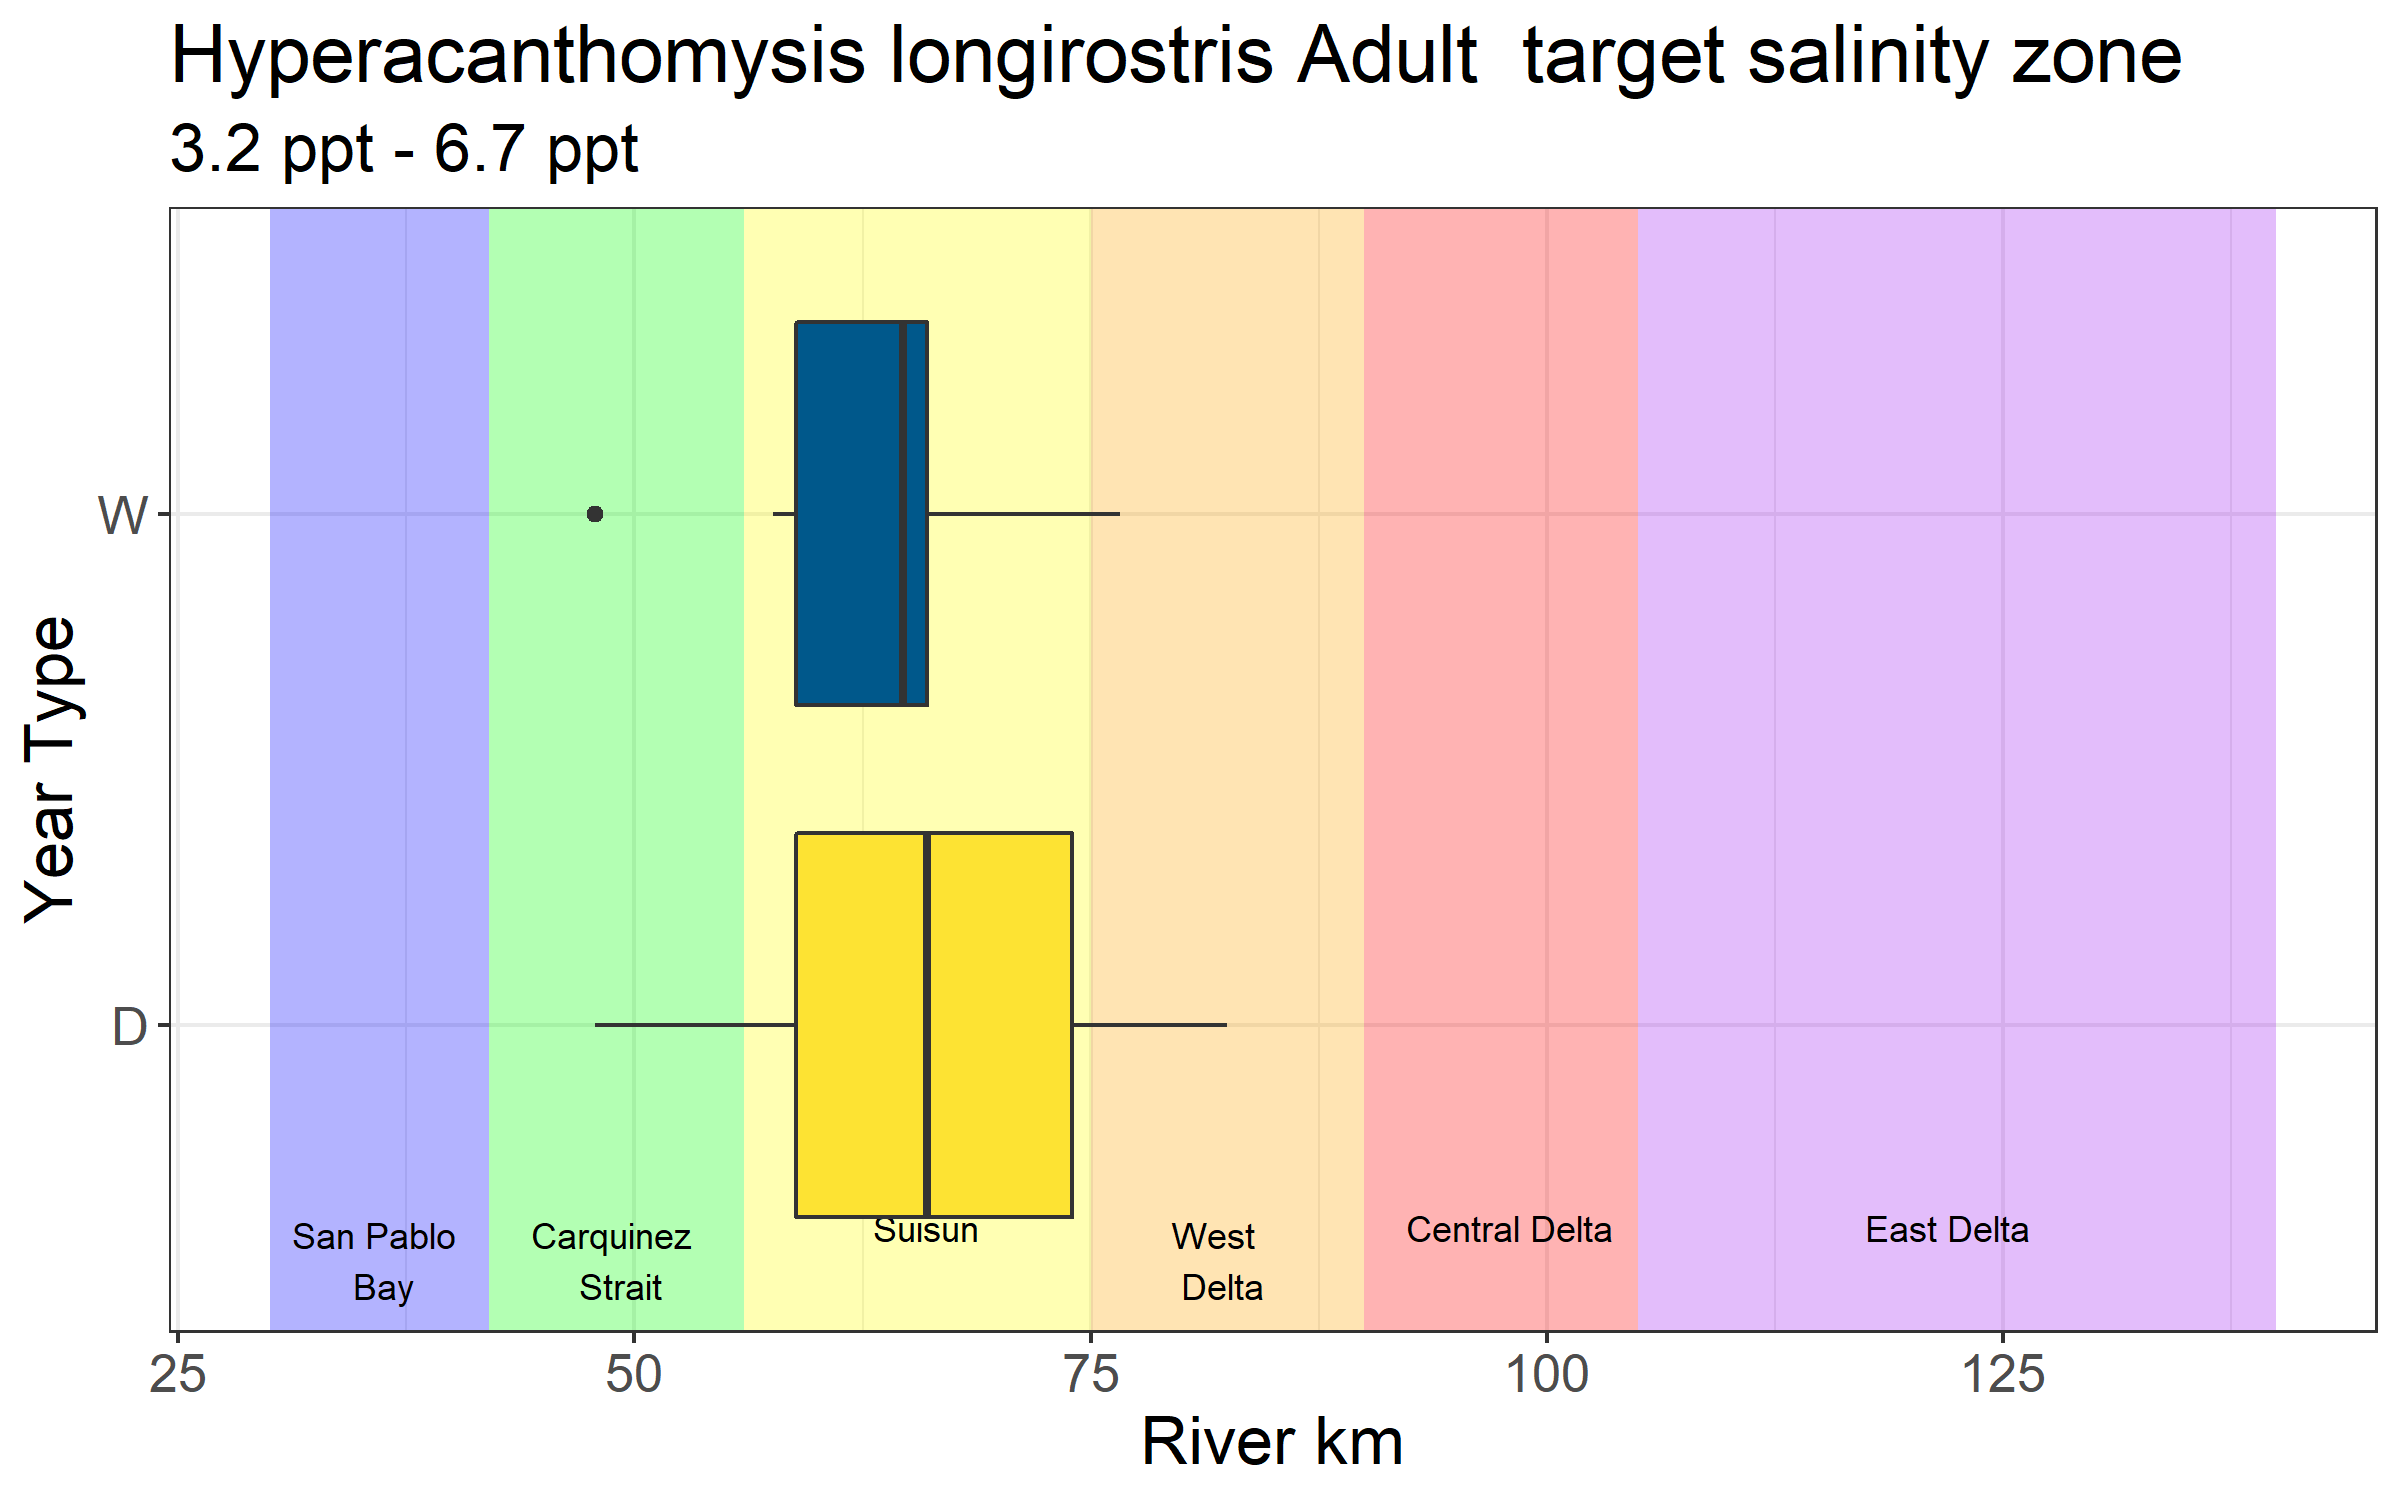 Hyperacanthomysis longirostris Adult  target salinity zone
3.2 ppt - 6.7 ppt
Year Type
W
D
San Pablo
Bay
Carquinez
Strait
Suisun
West
Delta
Central Delta
East Delta
25
50
75
100
125
River km